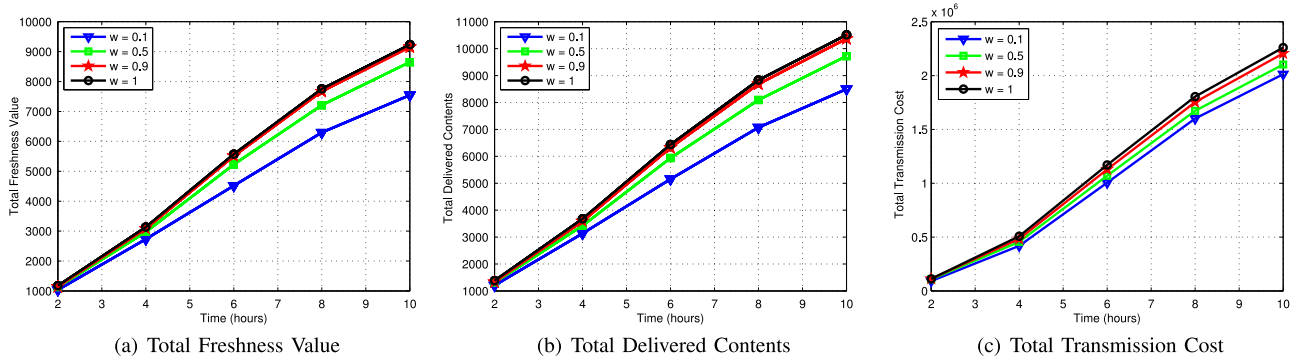 10000
9000
8000
7000
6000
5000
4000
3000
2000
1000
Total Freshness Value
w = 0.1
w = 0.5
w = 0.9
w = 1
2 3 4 5 6 7 8 9 10
Time (hours)
(a) Total Freshness Value
11000
10000
9000
8000
7000
6000
5000
4000
3000
2000
1000
Total Delivered Contents
w = 0.1
w = 0.5
w = 0.9
w = 1
2 3 4 5 6 7 8 9 10
Time (hours)
(b) Total Delivered Contents
x 10^6
2,5
2
1,5
1
0,5
0
Total Transmission Cost
w = 0.1
w = 0.5
w = 0.9
w = 1
2 3 4 5 6 7 8 9 10
Time (hours)
(c) Total Transmission Cost